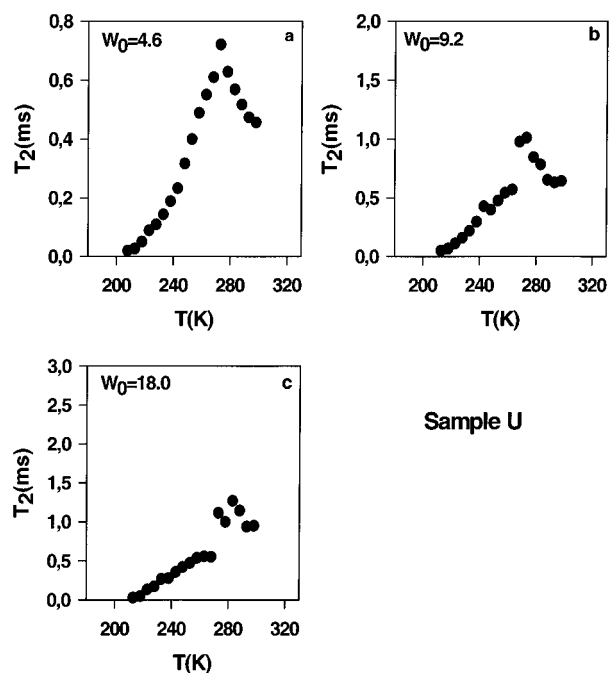 0,8
W0=4.6
a
0,6
0,4
0,2
0,0
T2(ms)
200 240 280 320
T(K)
2,0
W0=9.2
b
1,5
1,0
0,5
0,0
T2(ms)
200 240 280 320
T(K)
3,0
W0=18.0
c
2,5
2,0
1,5
1,0
0,5
0,0
T2(ms)
200 240 280 320
T(K)
Sample U